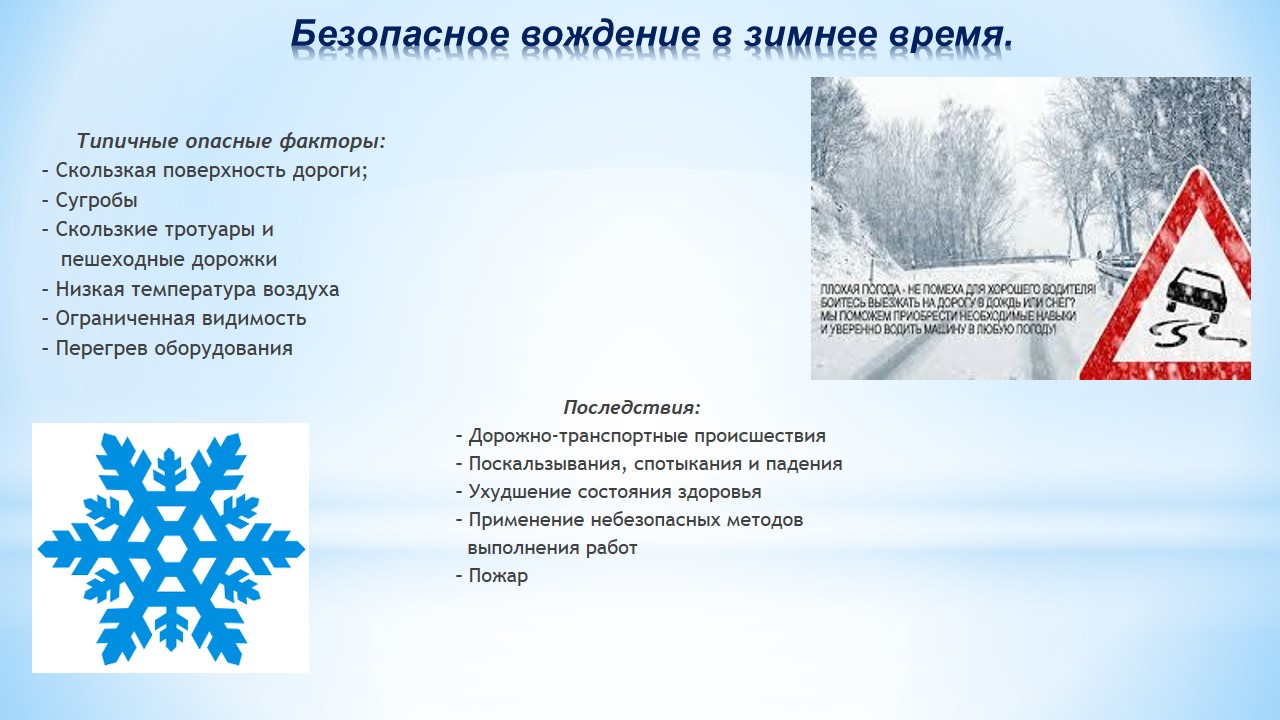 Безопасное вождение в зимнее время.
Типичные опасные факторы:
– Скользкая поверхность дороги;
– Сугробы
– Скользкие тротуары и
пешеходные дорожки
– Низкая температура воздуха
– Ограниченная видимость
– Перегрев оборудования
ПЛОХАЯ ПОГОДА - НЕ ПОМЕХА ДЛЯ ХОРОШЕГО ВОДИТЕЛЯ!
БОИТЕСЬ ВЫЕЗЖАТЬ НА ДОРОГУ В ДОЖДЬ ИЛИ СНЕГ?
МЫ ПОМОЖЕМ ПРИОБРЕСТИ НЕОБХОДИМЫЕ НАВЫКИ
И УВЕРЕННО ВОДИТЬ МАШИНУ В ЛЮБУЮ ПОГОДУ!
Последствия:
– Дорожно-транспортные происшествия
– Поскальзывания, спотыкания и падения
– Ухудшение состояния здоровья
– Применение небезопасных методов
выполнения работ
– Пожар